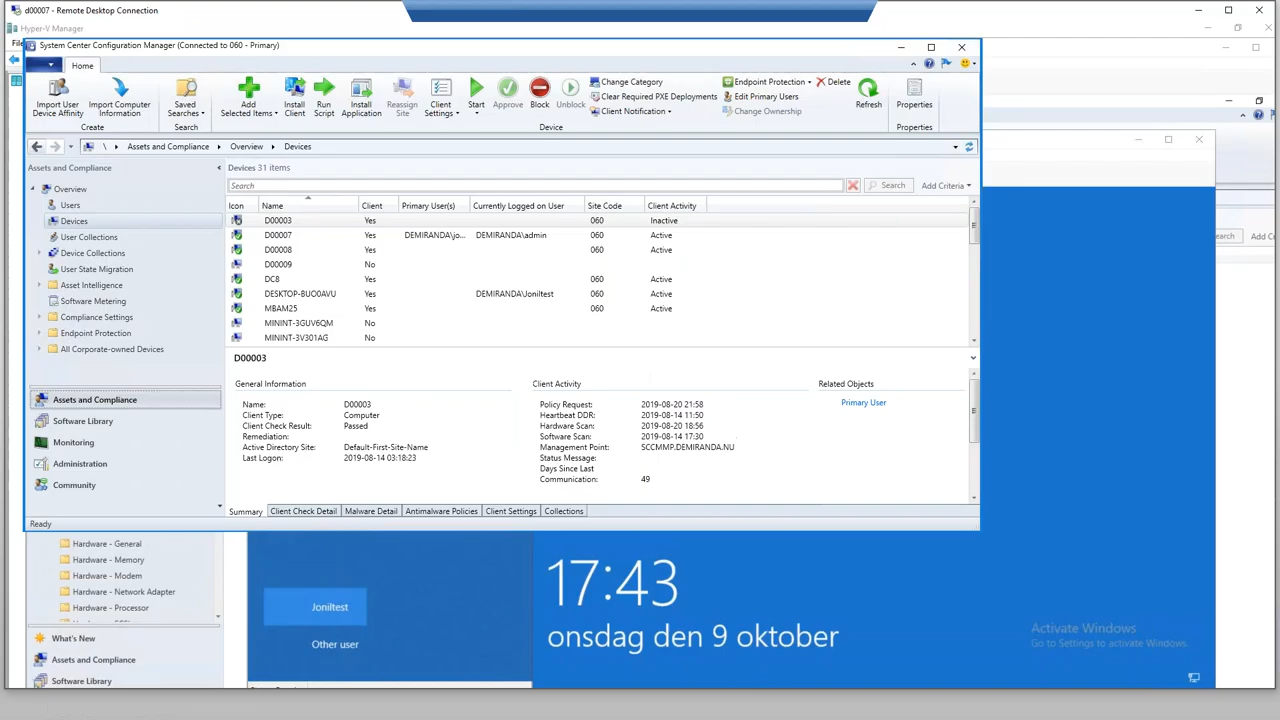 d00007 - Remote Desktop Connection
Hyper-V Manager
System Center Configuration Manager (Connected to 060 - Primary)
Home
Import User Device Affinity
Import Computer Information
Saved Searches
Add Selected Items
Install Client
Run Script
Install Application
Reassign Site
Client Settings
Start
Approve
Block
Unblock
Change Category
Clear Required PXE Deployments
Client Notification
Endpoint Protection
Edit Primary Users
Change Ownership
Delete
Refresh
Properties
Create
Search
Device
Properties
\ Assets and Compliance Overview Devices
Assets and Compliance
Overview
Users
Devices
User Collections
Device Collections
User State Migration
Asset Intelligence
Software Metering
Compliance Settings
Endpoint Protection
All Corporate-owned Devices
Assets and Compliance
Software Library
Monitoring
Administration
Community
Devices 31 items
Search
Search
Add Criteria
Icon Name Client Primary User(s) Currently Logged on User Site Code Client Activity
D00003 Yes 060 Inactive
D00007 Yes DEMIRANDA\jo... DEMIRANDA\admin 060 Active
D00008 Yes 060 Active
D00009 No
DC8 Yes 060 Active
DESKTOP-BUO0AVU Yes DEMIRANDA\Joniltest 060 Active
MBAM25 Yes 060 Active
MININT-3GUV6QM No
MININT-3V301AG No
D00003
General Information
Name: D00003
Client Type: Computer
Client Check Result: Passed
Remediation:
Active Directory Site: Default-First-Site-Name
Last Logon: 2019-08-14 03:18:23
Client Activity
Policy Request: 2019-08-20 21:58
Heartbeat DDR: 2019-08-14 11:50
Hardware Scan: 2019-08-20 18:56
Software Scan: 2019-08-14 17:30
Management Point: SCCMMP.DEMIRANDA.NU
Status Message:
Days Since Last
Communication: 49
Related Objects
Primary User
Summary Client Check Detail Malware Detail Antimalware Policies Client Settings Collections
Ready
Hardware - General
Hardware - Memory
Hardware - Modem
Hardware - Network Adapter
Hardware - Processor
What's New
Assets and Compliance
Software Library
Joniltest
Other user
17:43
onsdag den 9 oktober
Activate Windows
Go to Settings to activate Windows.